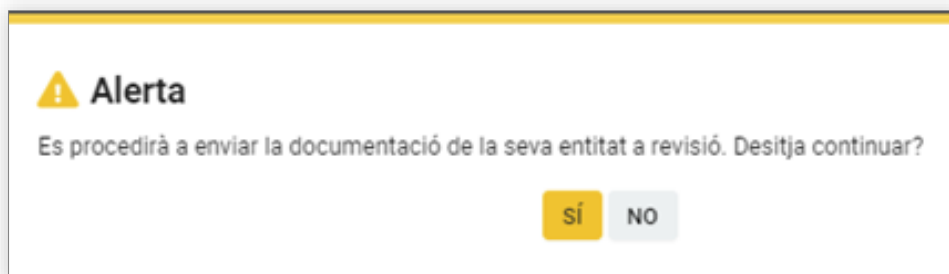 Alerta
Es procedirà a enviar la documentació de la seva entitat a revisió. Desitja continuar?
SÍ NO